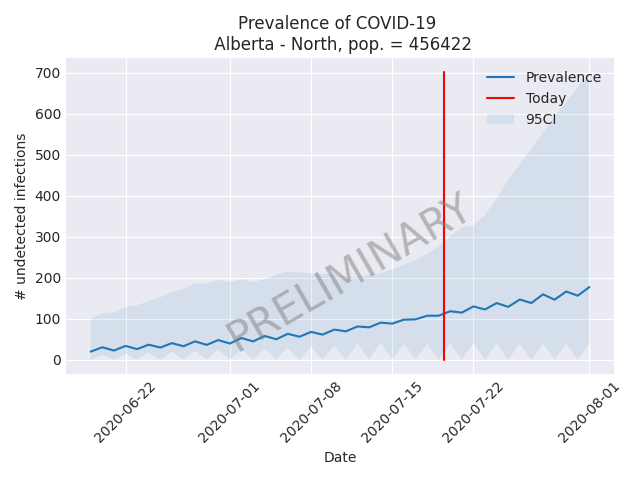 Prevalence of COVID-19
Alberta - North, pop. = 456422
700
600
500
400
300
200
100
0
# undetected infections
Prevalence
Today
95CI
PRELIMINARY
2020-06-22
2020-07-01
2020-07-08
2020-07-15
2020-07-22
2020-08-01
Date